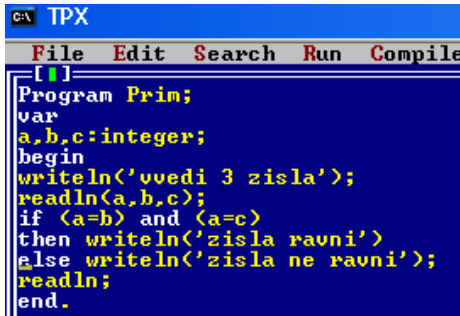 TPX
File Edit Search Run Compile
Program Prim;
var
a,b,c:integer;
begin
writeln('vvedi 3 zisla');
readln(a,b,c);
if (a=b) and (a=c)
then writeln('zisla ravni')
else writeln('zisla ne ravni');
readln;
end.